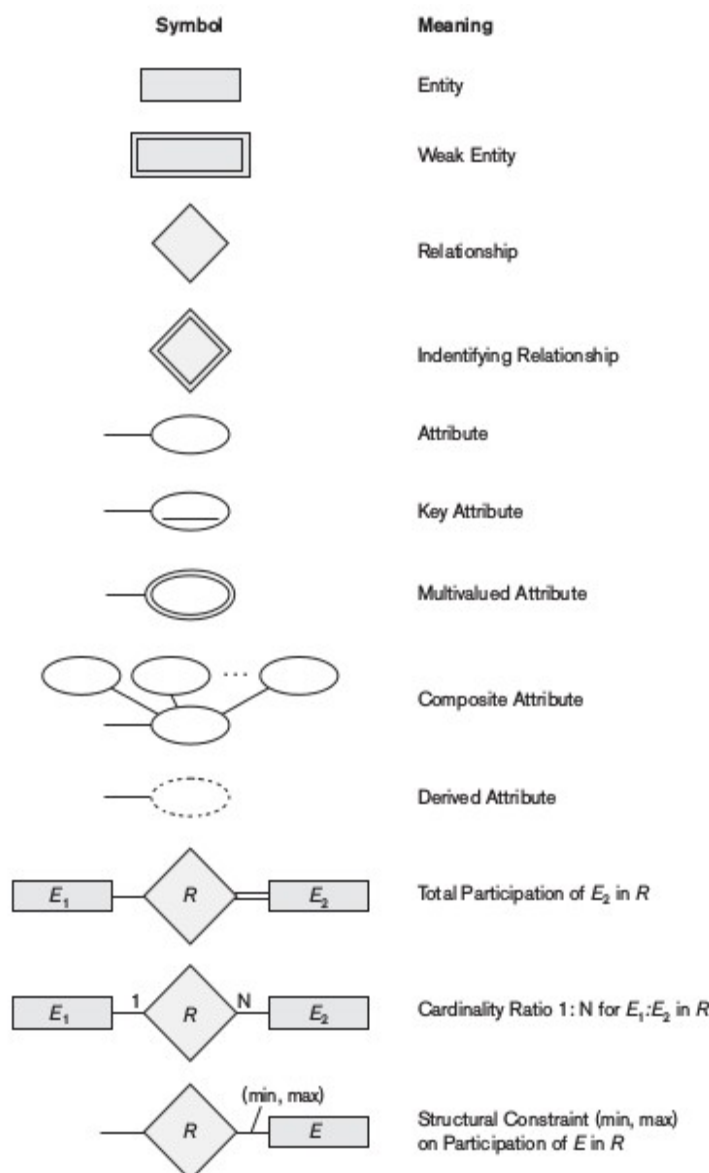 Symbol Meaning
Entity
Weak Entity
Relationship
Indentifying Relationship
Attribute
Key Attribute
Multivalued Attribute
...
Composite Attribute
Derived Attribute
E₁ R E₂ Total Participation of E₂ in R
E₁ 1 R N E₂ Cardinality Ratio 1: N for E₁:E₂ in R
(min, max)
R E Structural Constraint (min, max)
on Participation of E in R